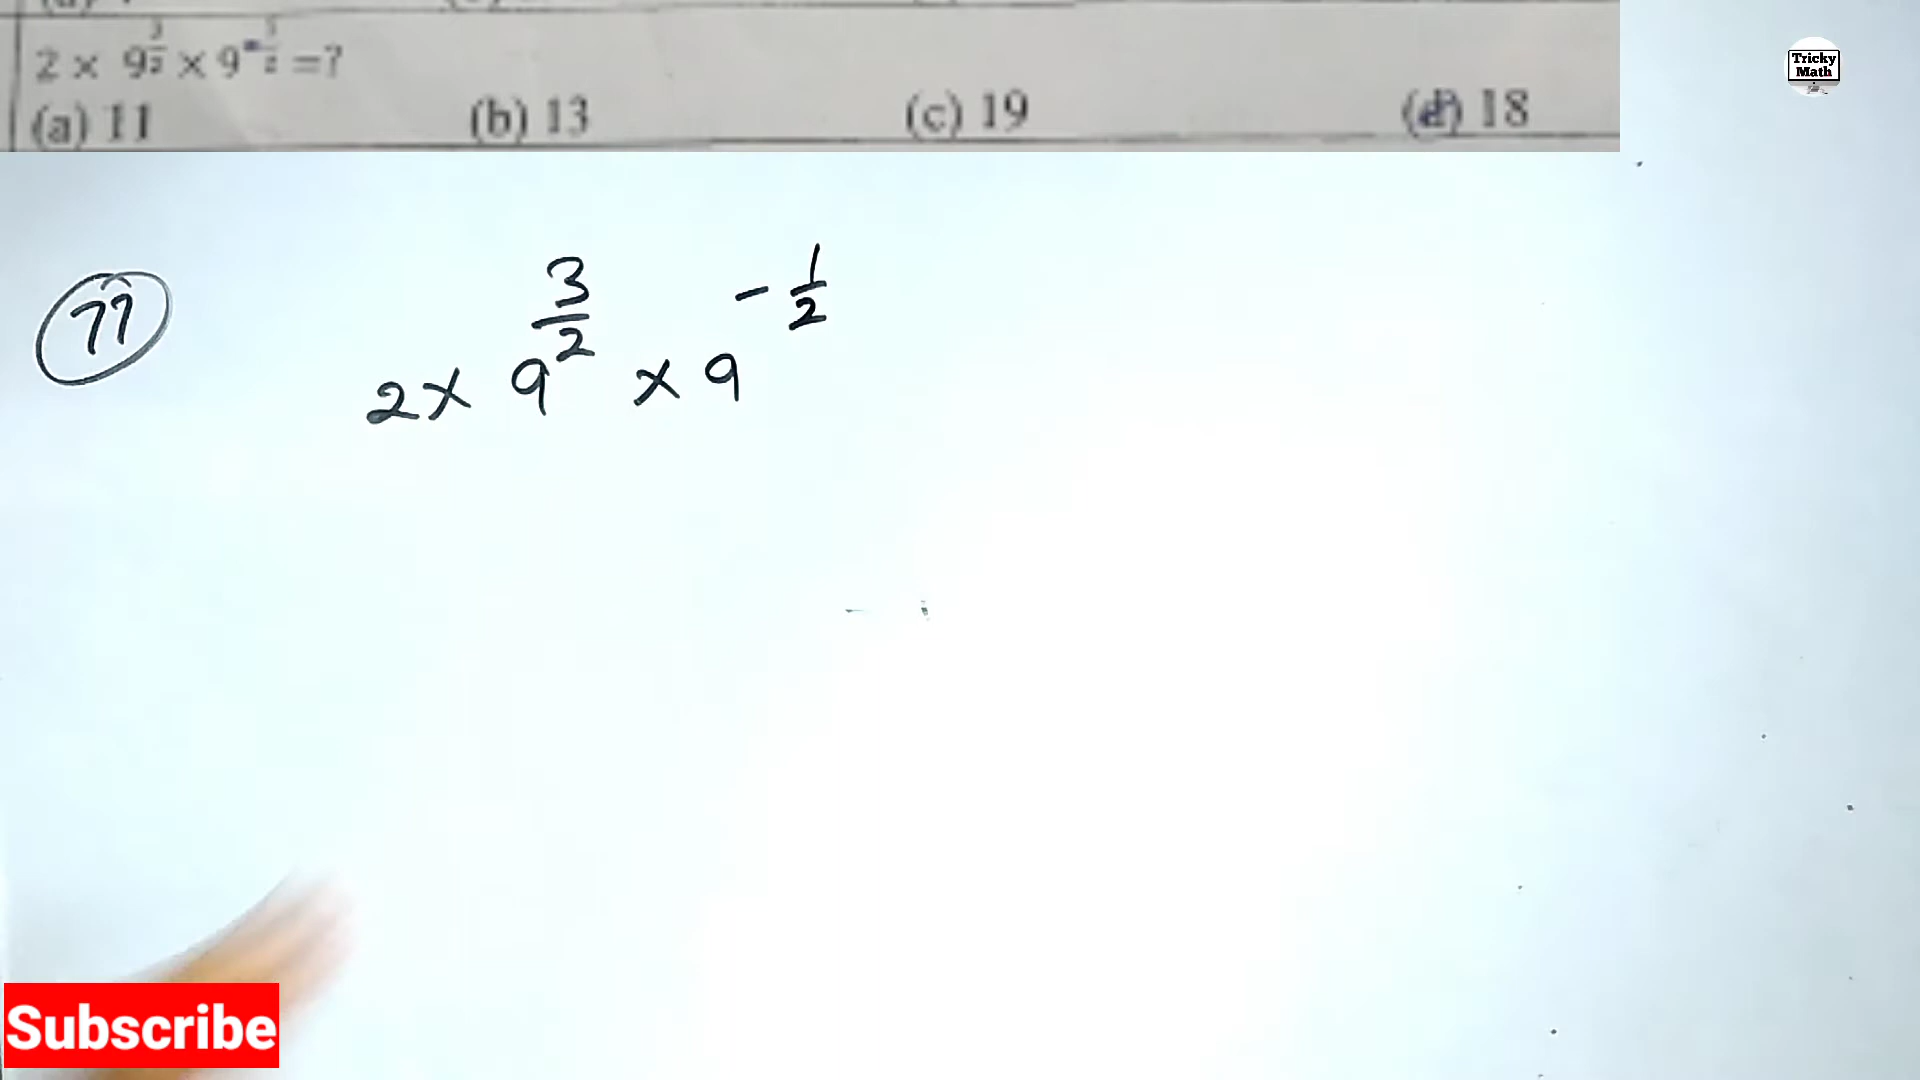 2 × 9^{3/2} × 9^{-1/2} =?
(a) 11 (b) 13 (c) 19 (d) 18
Tricky
Math
77
2 × 9^{3/2} × 9^{-1/2}
Subscribe